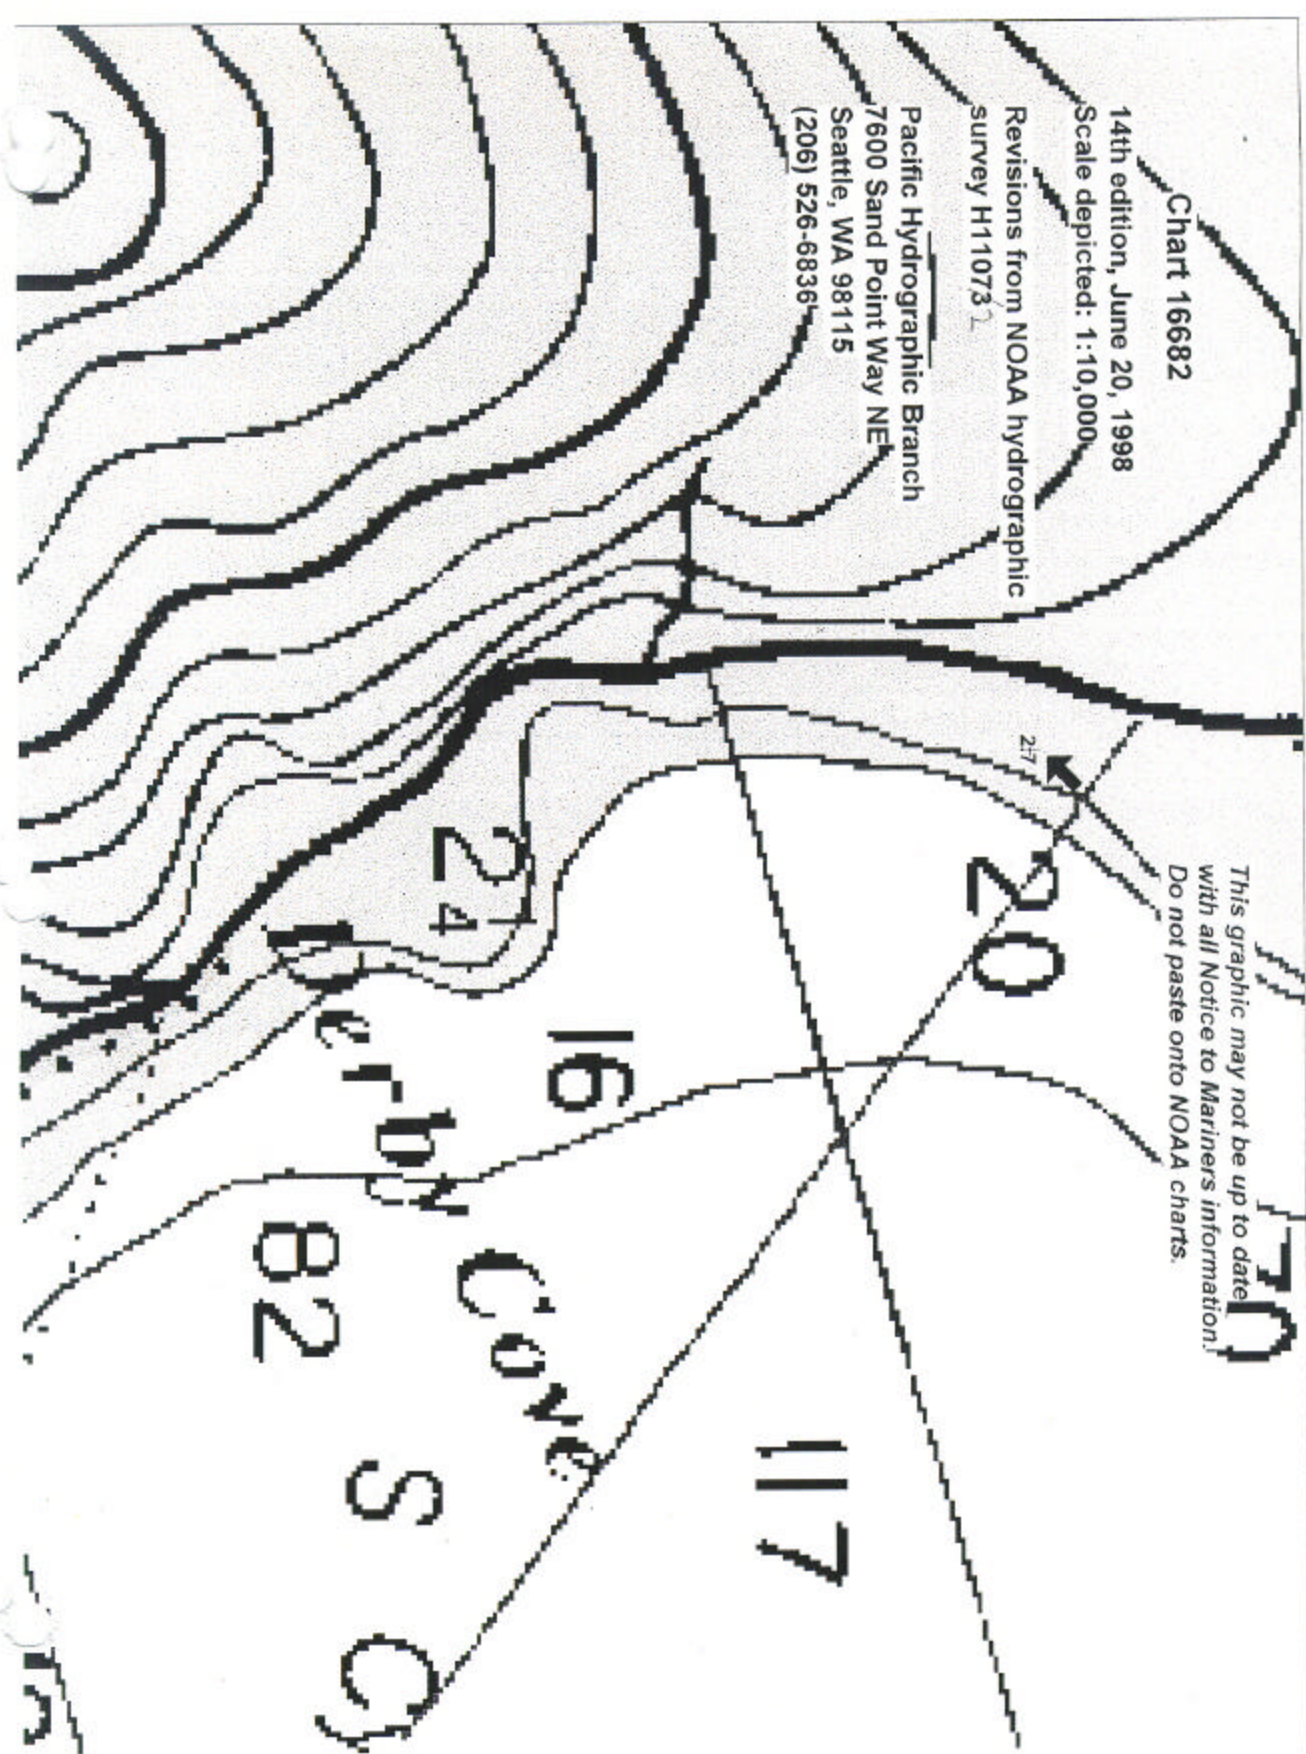 Chart 16682
14th edition, June 20, 1998
Scale depicted: 1:10,000
Revisions from NOAA hydrographic
survey H11073
Pacific Hydrographic Branch
7600 Sand Point Way NE
Seattle, WA 98115
(206) 526-6836
This graphic may not be up to date
with all Notice to Mariners information.
Do not paste onto NOAA charts.
20
2 4
16
Derby Cove
82
117
S
C